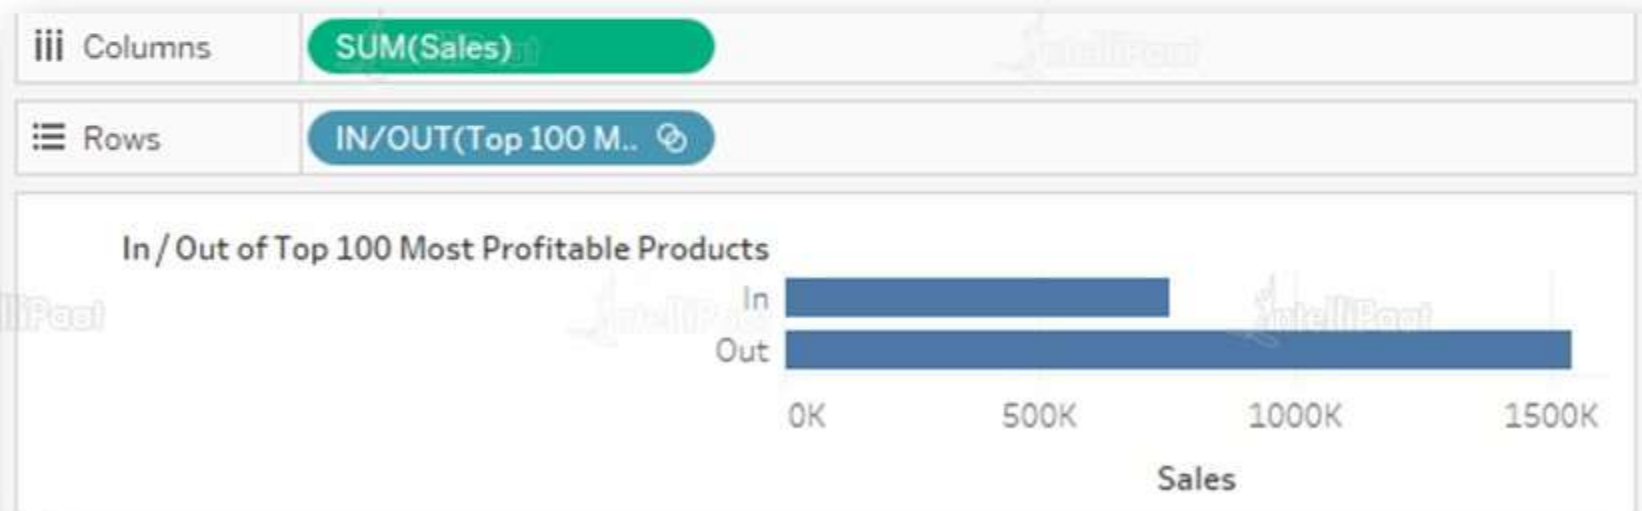 Columns SUM(Sales)
Rows IN/OUT(Top 100 M..
In / Out of Top 100 Most Profitable Products
In
Out
0K 500K 1000K 1500K
Sales